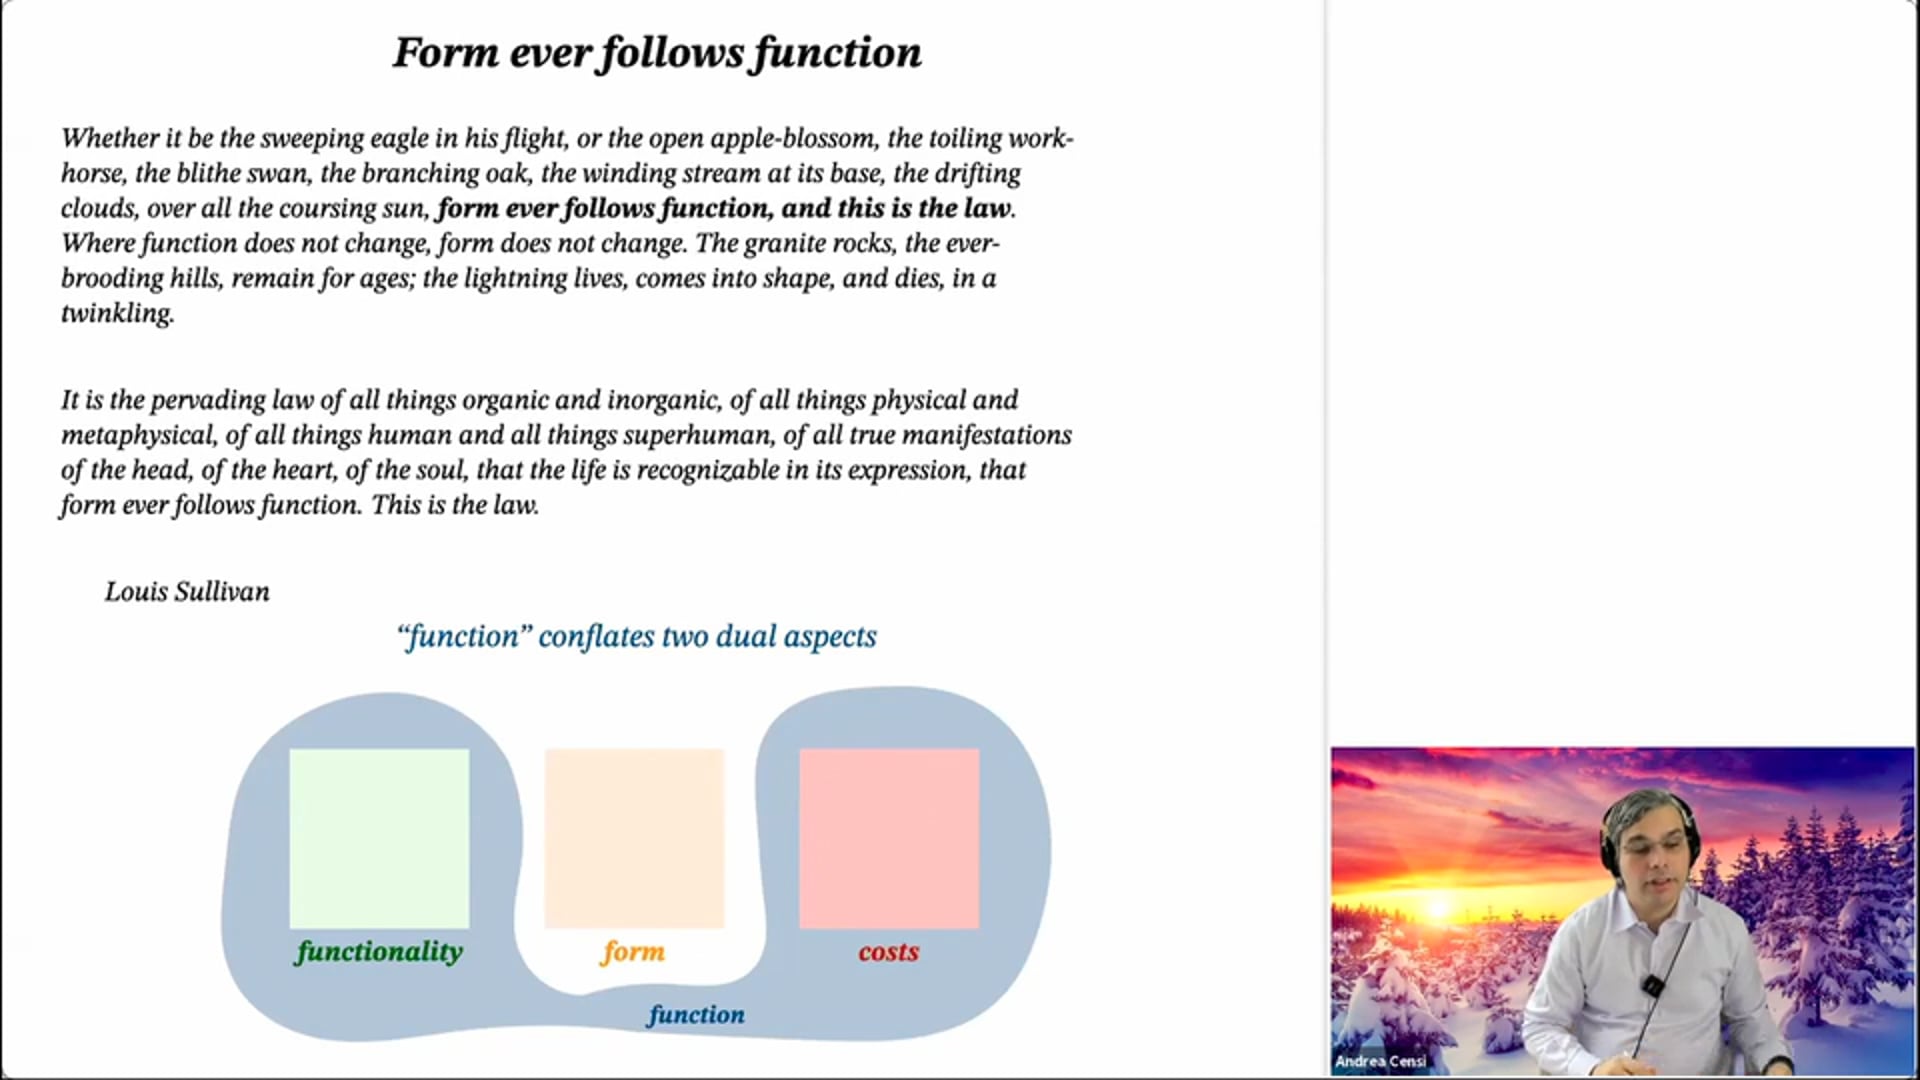 Form ever follows function
Whether it be the sweeping eagle in his flight, or the open apple-blossom, the toiling work-
horse, the blithe swan, the branching oak, the winding stream at its base, the drifting
clouds, over all the coursing sun, form ever follows function, and this is the law.
Where function does not change, form does not change. The granite rocks, the ever-
brooding hills, remain for ages; the lightning lives, comes into shape, and dies, in a
twinkling.
It is the pervading law of all things organic and inorganic, of all things physical and
metaphysical, of all things human and all things superhuman, of all true manifestations
of the head, of the heart, of the soul, that the life is recognizable in its expression, that
form ever follows function. This is the law.
Louis Sullivan
“function” conflates two dual aspects
functionality
form
costs
function
Andrea Censi